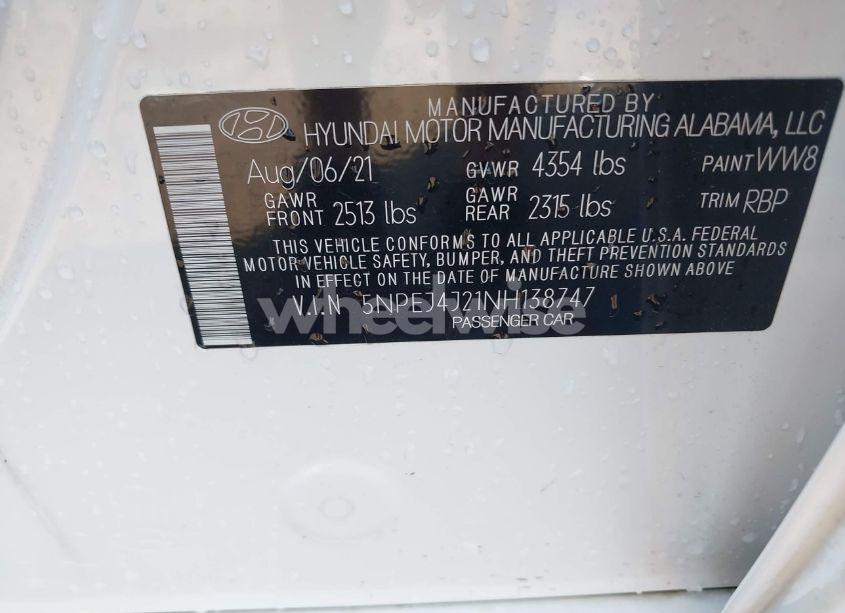 MANUFACTURED BY
HYUNDAI MOTOR MANUFACTURING ALABAMA, LLC
Aug/06/21 GVWR 4354 lbs PAINT WW8
GAWR FRONT 2513 lbs GAWR REAR 2315 lbs TRIM RBP
THIS VEHICLE CONFORMS TO ALL APPLICABLE U.S.A. FEDERAL
MOTOR VEHICLE SAFETY, BUMPER, AND THEFT PREVENTION STANDARDS
IN EFFECT ON THE DATE OF MANUFACTURE SHOWN ABOVE
V.I.N
PASSENGER CAR
wheelwise